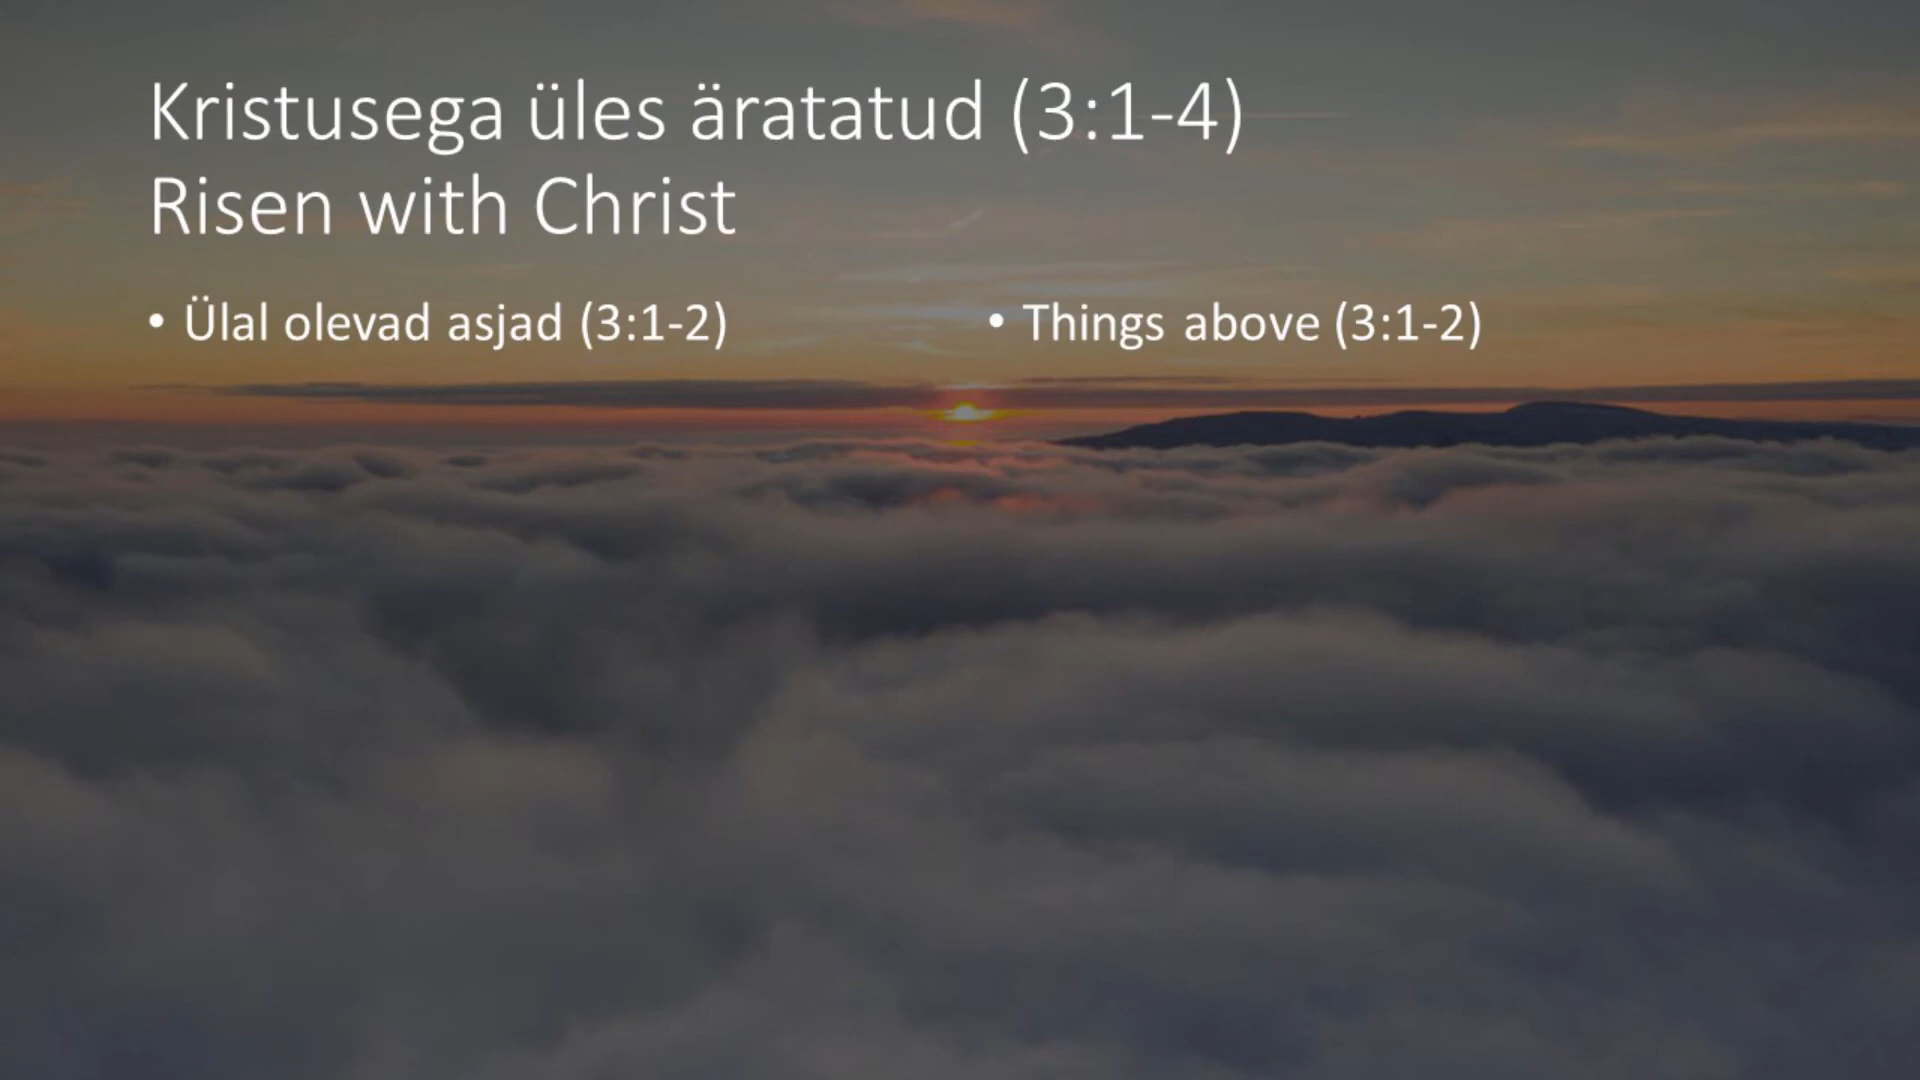 Kristusega üles äratatud (3:1-4)
Risen with Christ
• Ülal olevad asjad (3:1-2)
• Things above (3:1-2)